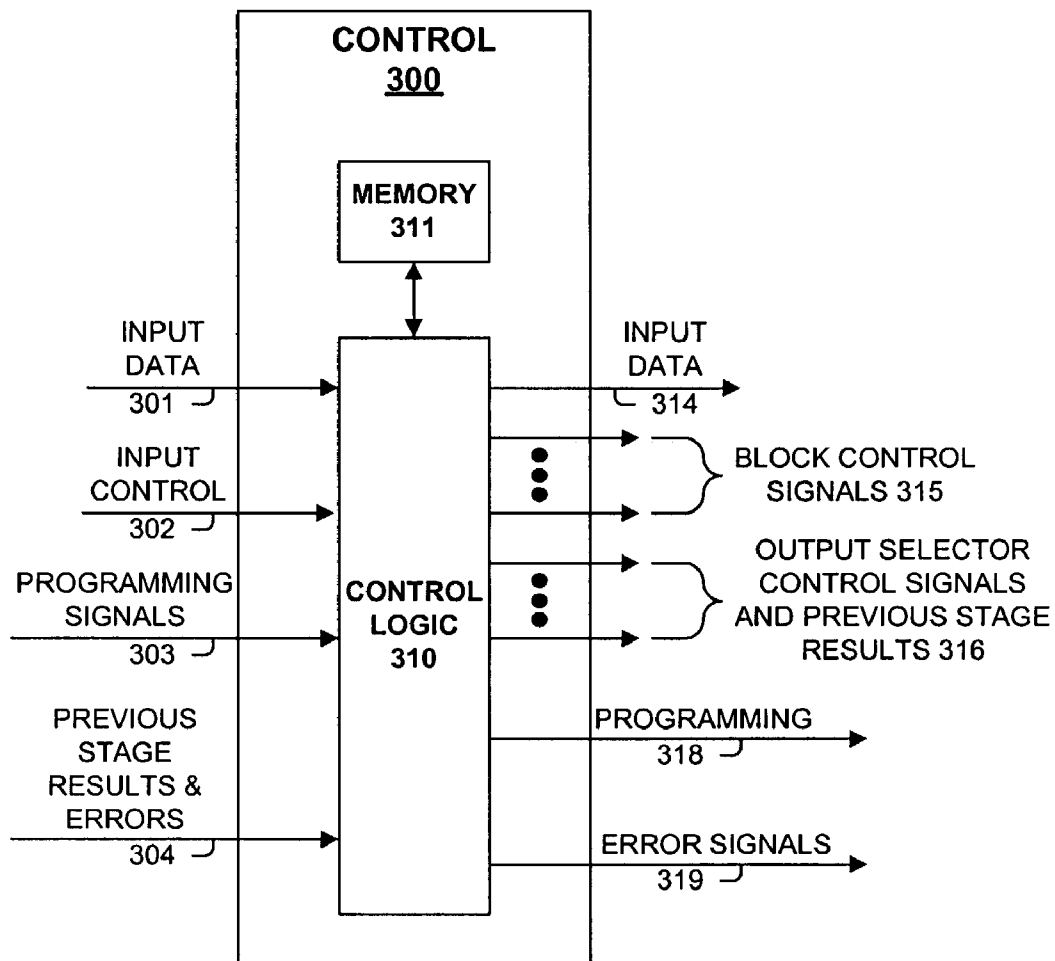 CONTROL
300
MEMORY
311
INPUT
DATA
301
INPUT
CONTROL
302
PROGRAMMING
SIGNALS
303
PREVIOUS
STAGE
RESULTS &
ERRORS
304
CONTROL
LOGIC
310
INPUT
DATA
314
BLOCK CONTROL
SIGNALS 315
OUTPUT SELECTOR
CONTROL SIGNALS
AND PREVIOUS STAGE
RESULTS 316
PROGRAMMING
318
ERROR SIGNALS
319